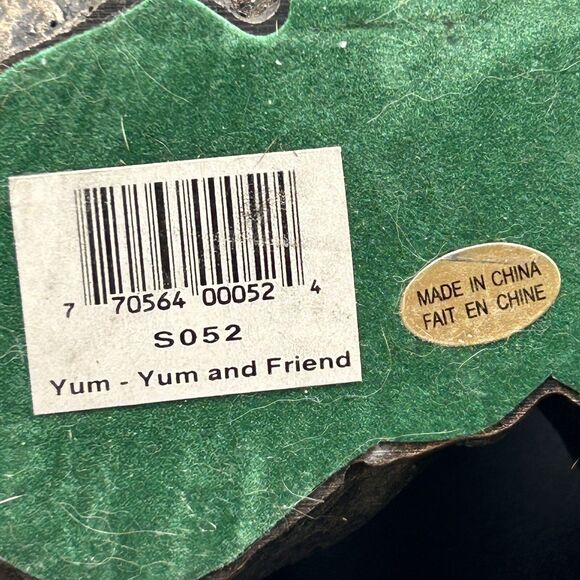 7 70564 00052 4
S052
Yum - Yum and Friend
MADE IN CHINA
FAIT EN CHINE